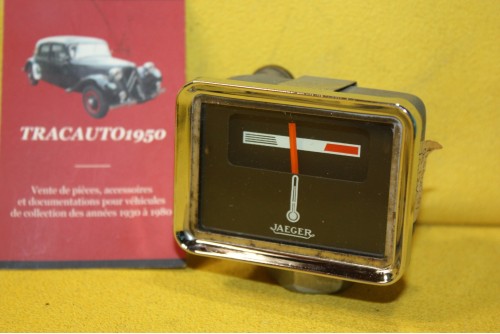 TRACAUTO1950
Vente de pièces, accessoires
et documentations pour véhicules
de collection des années 1930 à 1980
JAEGER